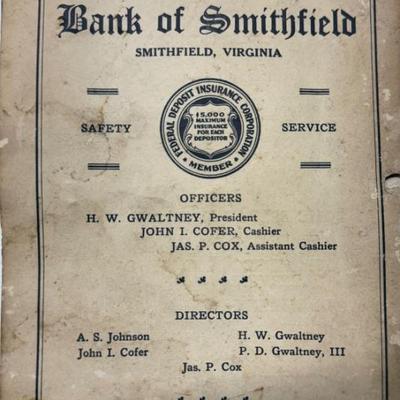 Bank of Smithfield
SMITHFIELD, VIRGINIA
FEDERAL DEPOSIT INSURANCE CORPORATION
$5,000
MAXIMUM
INSURANCE
FOR EACH
DEPOSITOR
• MEMBER •
SAFETY
SERVICE
OFFICERS
H. W. GWALTNEY, President
JOHN I. COFER, Cashier
JAS. P. COX, Assistant Cashier
DIRECTORS
A. S. Johnson H. W. Gwaltney
John I. Cofer P. D. Gwaltney, III
Jas. P. Cox